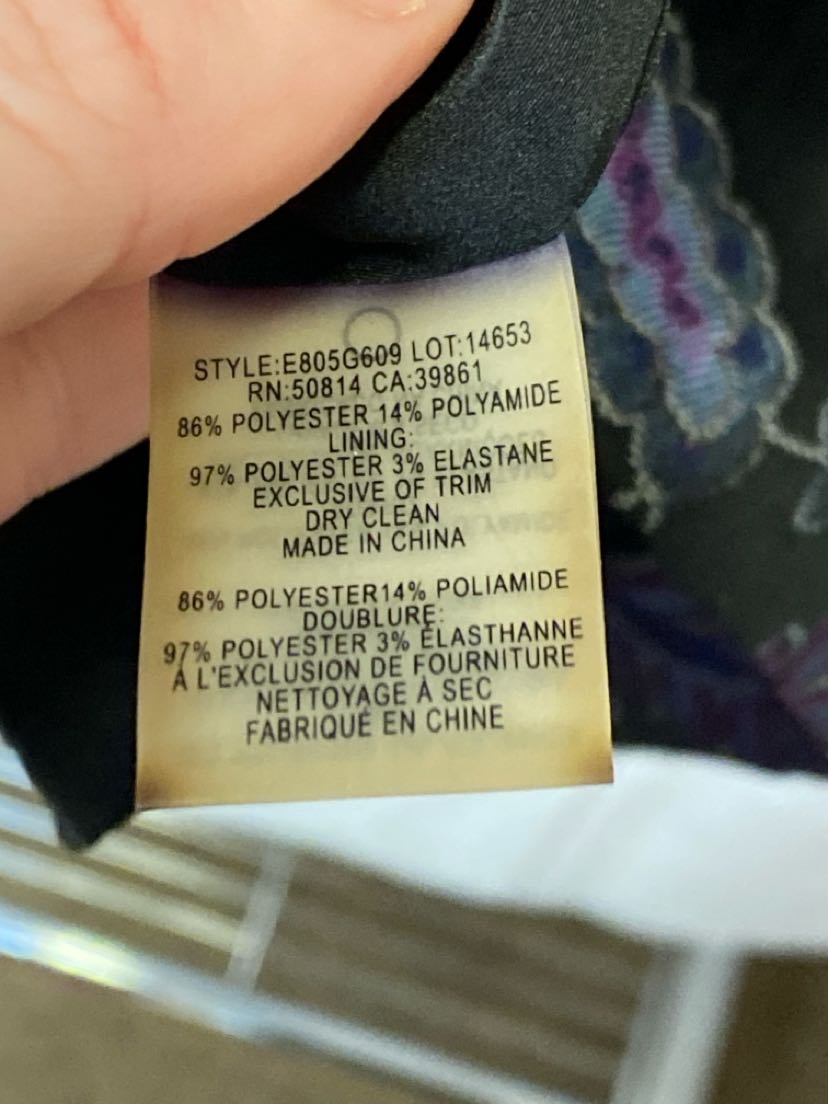 STYLE:E805G609 LOT:14653
RN:50814 CA:39861
86% POLYESTER 14% POLYAMIDE
LINING:
97% POLYESTER 3% ELASTANE
EXCLUSIVE OF TRIM
DRY CLEAN
MADE IN CHINA
86% POLYESTER14% POLIAMIDE
DOUBLURE:
97% POLYESTER 3% ÉLASTHANNE
À L'EXCLUSION DE FOURNITURE
NETTOYAGE À SEC
FABRIQUÉ EN CHINE